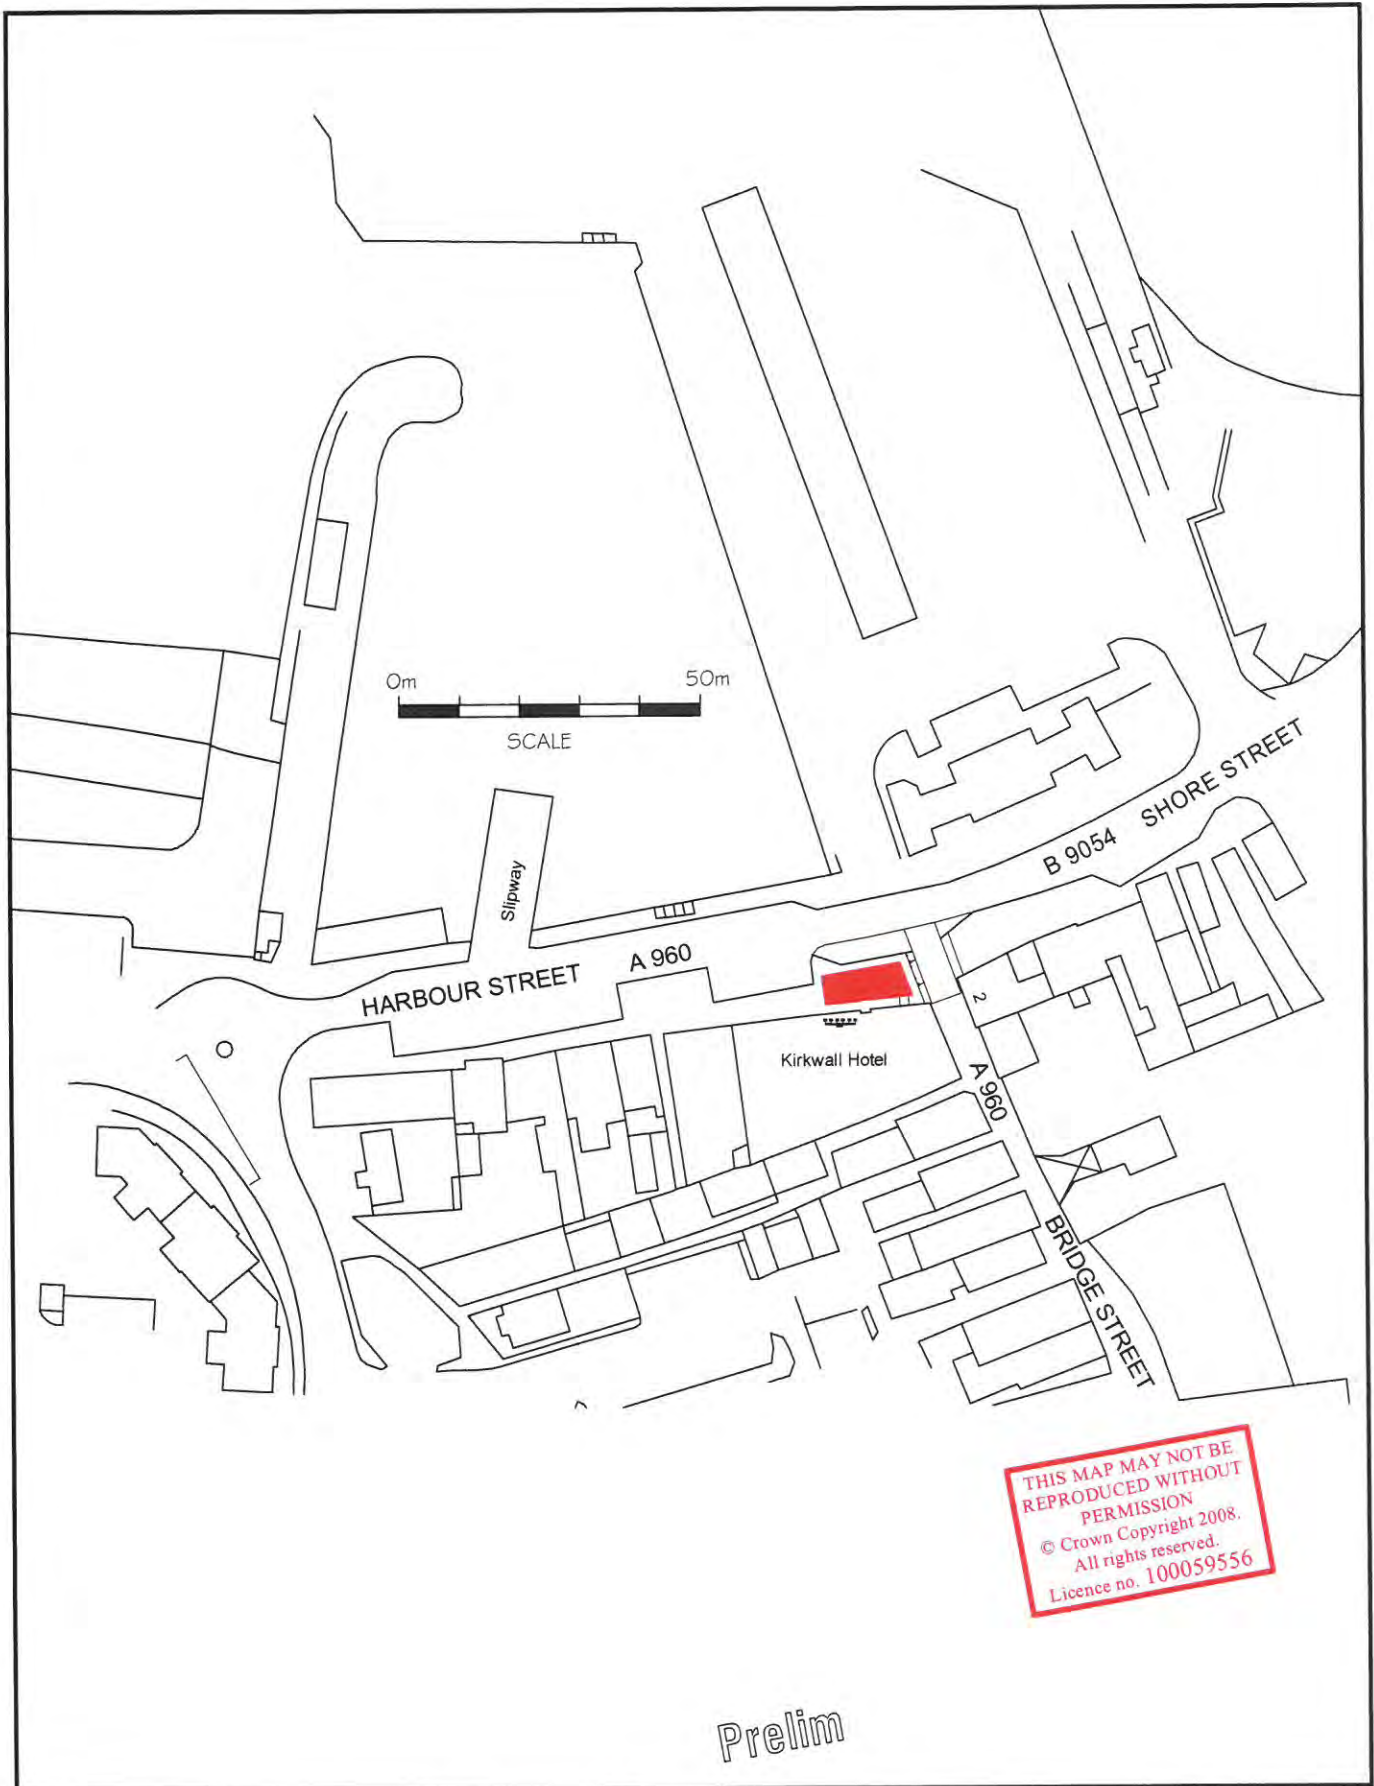 0m 50m
SCALE
Slipway
SHORE STREET
B 9054
A 960
HARBOUR STREET
2
Kirkwall Hotel
A 960
BRIDGE STREET
THIS MAP MAY NOT BE
REPRODUCED WITHOUT
PERMISSION
© Crown Copyright 2008.
All rights reserved.
Licence no. 100059556
Prelim